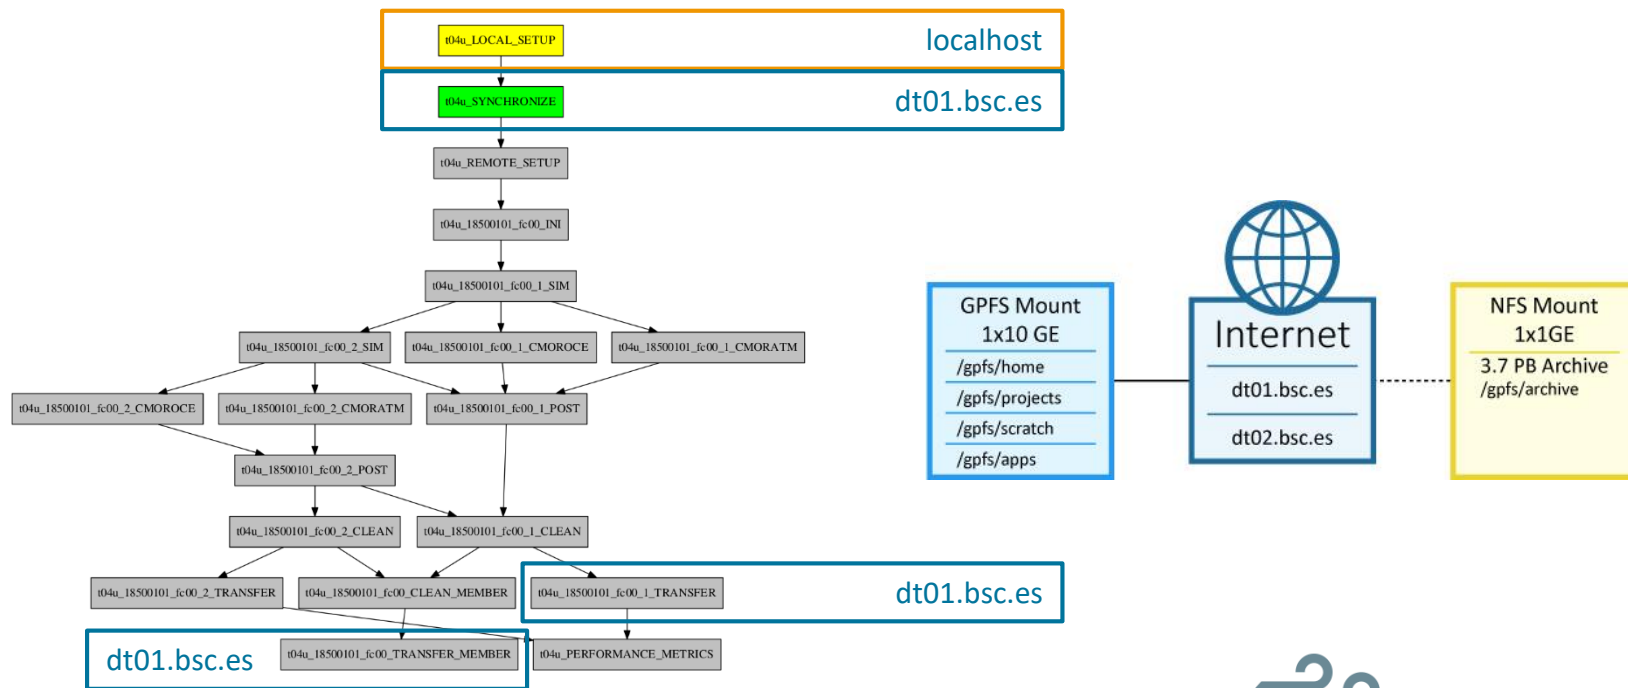 t04u_LOCAL_SETUP
localhost
t04u_SYNCHRONIZE
dt01.bsc.es
t04u_REMOTE_SETUP
t04u_18500101_fc00_INI
t04u_18500101_fc00_1_SIM
t04u_18500101_fc00_2_SIM
t04u_18500101_fc00_1_CMOROCE
t04u_18500101_fc00_1_CMORATM
t04u_18500101_fc00_2_CMOROCE
t04u_18500101_fc00_2_CMORATM
t04u_18500101_fc00_1_POST
t04u_18500101_fc00_2_POST
t04u_18500101_fc00_2_CLEAN
t04u_18500101_fc00_1_CLEAN
t04u_18500101_fc00_2_TRANSFER
t04u_18500101_fc00_CLEAN_MEMBER
t04u_18500101_fc00_1_TRANSFER
dt01.bsc.es
dt01.bsc.es
t04u_18500101_fc00_TRANSFER_MEMBER
t04u_PERFORMANCE_METRICS
GPFS Mount
1x10 GE
/gpfs/home
/gpfs/projects
/gpfs/scratch
/gpfs/apps
Internet
dt01.bsc.es
dt02.bsc.es
NFS Mount
1x1GE
3.7 PB Archive
/gpfs/archive